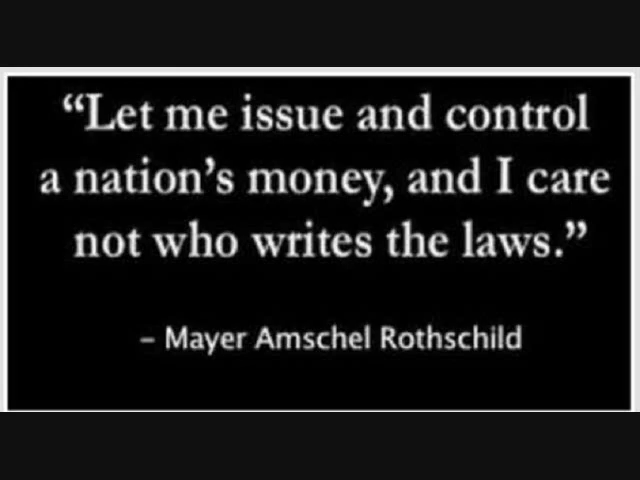 “Let me issue and control
a nation’s money, and I care
not who writes the laws.”
– Mayer Amschel Rothschild